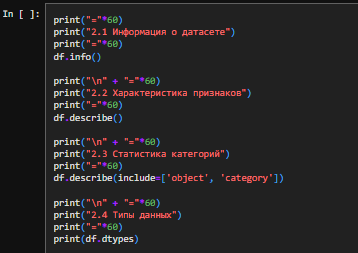 In [ ]:
print("="*60)
print("2.1 Информация о датасете")
print("="*60)
df.info()

print("\n" + "="*60)
print("2.2 Характеристика признаков")
print("="*60)
df.describe()

print("\n" + "="*60)
print("2.3 Статистика категорий")
print("="*60)
df.describe(include=['object', 'category'])

print("\n" + "="*60)
print("2.4 Типы данных")
print("="*60)
print(df.dtypes)